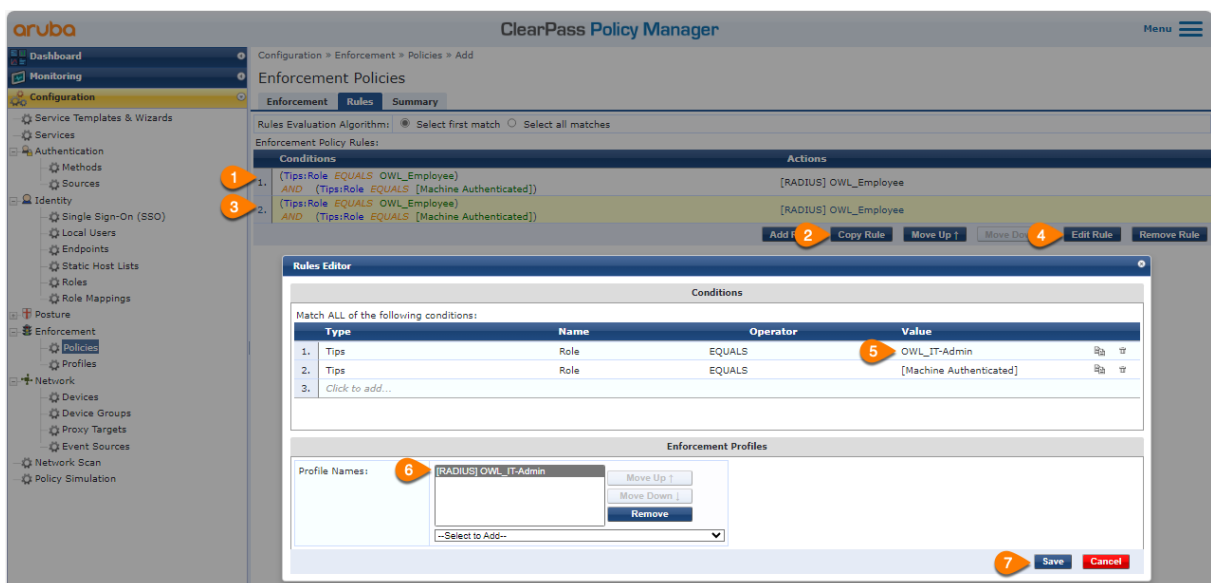 aruba
ClearPass Policy Manager
Menu
Dashboard
Monitoring
Configuration
Service Templates & Wizards
Services
Authentication
Methods
Sources
Identity
Single Sign-On (SSO)
Local Users
Endpoints
Static Host Lists
Roles
Role Mappings
Posture
Enforcement
Policies
Profiles
Network
Devices
Device Groups
Proxy Targets
Event Sources
Network Scan
Policy Simulation
Configuration » Enforcement » Policies » Add
Enforcement Policies
Enforcement Rules Summary
Rules Evaluation Algorithm: Select first match Select all matches
Enforcement Policy Rules:
Conditions Actions
1 1. (Tips:Role EQUALS OWL_Employee)
AND (Tips:Role EQUALS [Machine Authenticated]) [RADIUS] OWL_Employee
3 2. (Tips:Role EQUALS OWL_Employee)
AND (Tips:Role EQUALS [Machine Authenticated]) [RADIUS] OWL_Employee
Add R 2 Copy Rule Move Up ↑ Move Do 4 Edit Rule Remove Rule
Rules Editor
Conditions
Match ALL of the following conditions:
Type Name Operator Value
1. Tips Role EQUALS 5 OWL_IT-Admin
2. Tips Role EQUALS [Machine Authenticated]
3. Click to add...
Enforcement Profiles
Profile Names: 6 [RADIUS] OWL_IT-Admin
Move Up ↑
Move Down ↓
Remove
--Select to Add--
7 Save Cancel